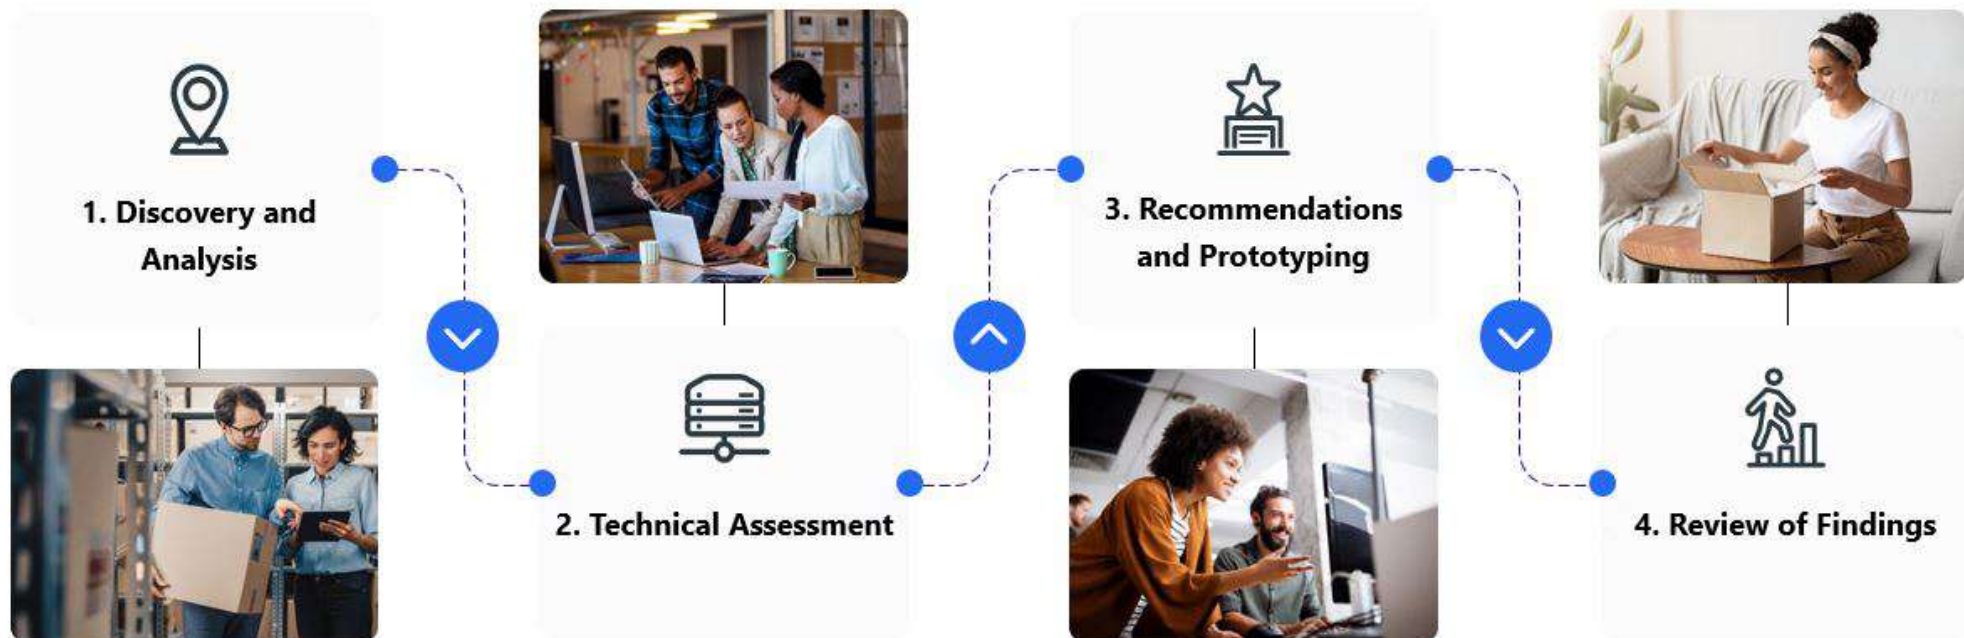 1. Discovery and
Analysis
2. Technical Assessment
3. Recommendations
and Prototyping
4. Review of Findings